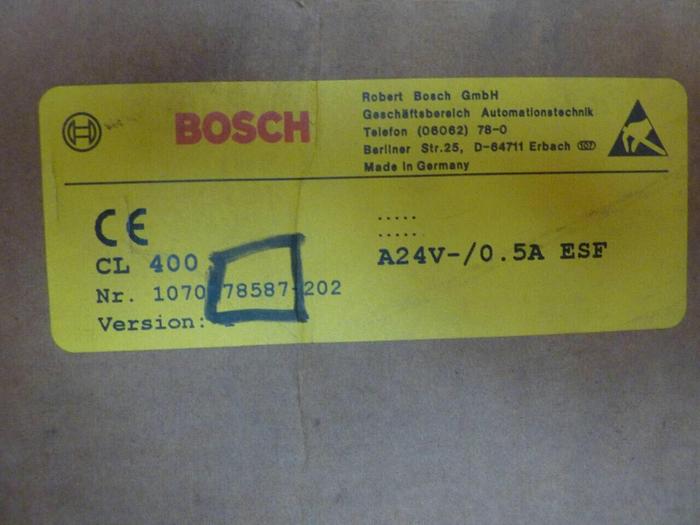 BOSCH
Robert Bosch GmbH
Geschäftsbereich Automationstechnik
Telefon (06062) 78-0
Berliner Str.25, D-64711 Erbach
Made in Germany
CE
CL 400
Nr. 1070 78587-202
Version:
.....
.....
A24V-/0.5A ESF